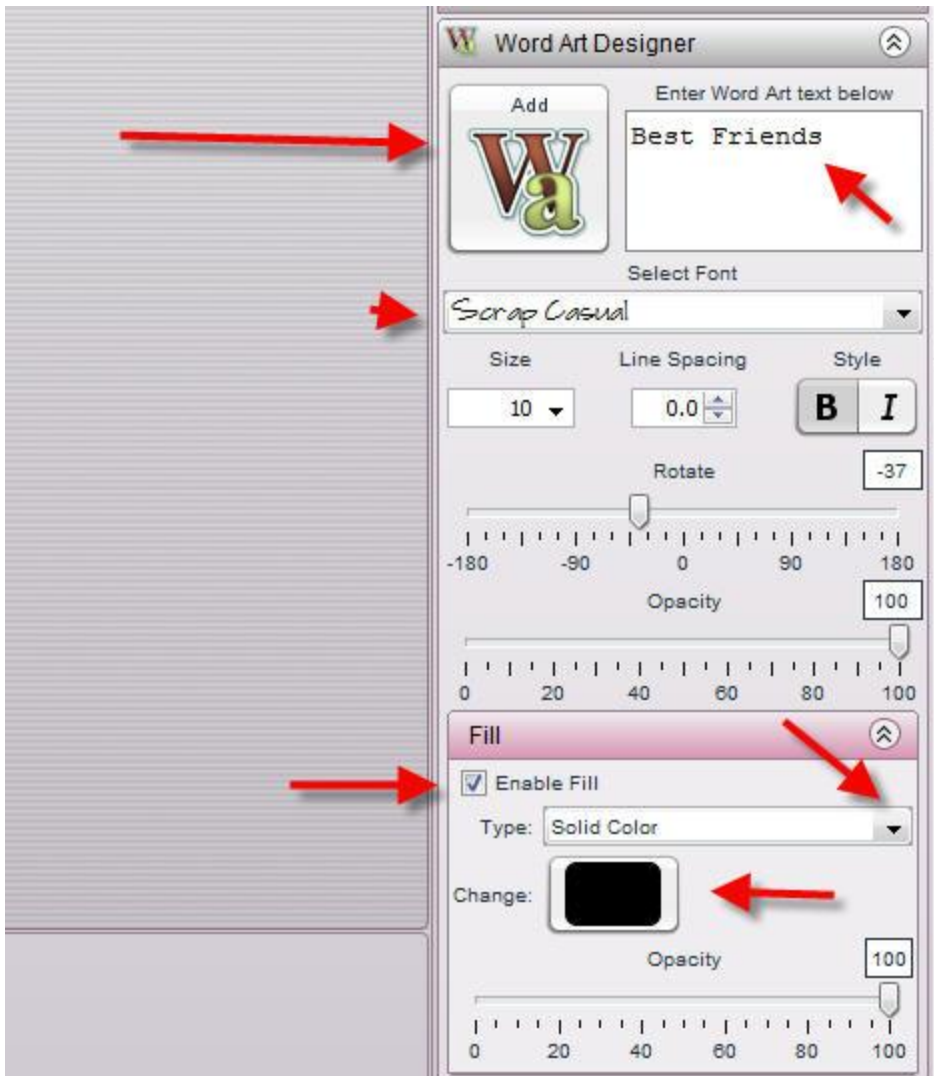 Word Art Designer
Add
Enter Word Art text below
Wa
Best Friends
Select Font
Scrap Casual
Size Line Spacing Style
10 0.0 B I
Rotate -37
-180 -90 0 90 180
Opacity 100
0 20 40 60 80 100
Fill
Enable Fill
Type: Solid Color
Change:
Opacity 100
0 20 40 60 80 100